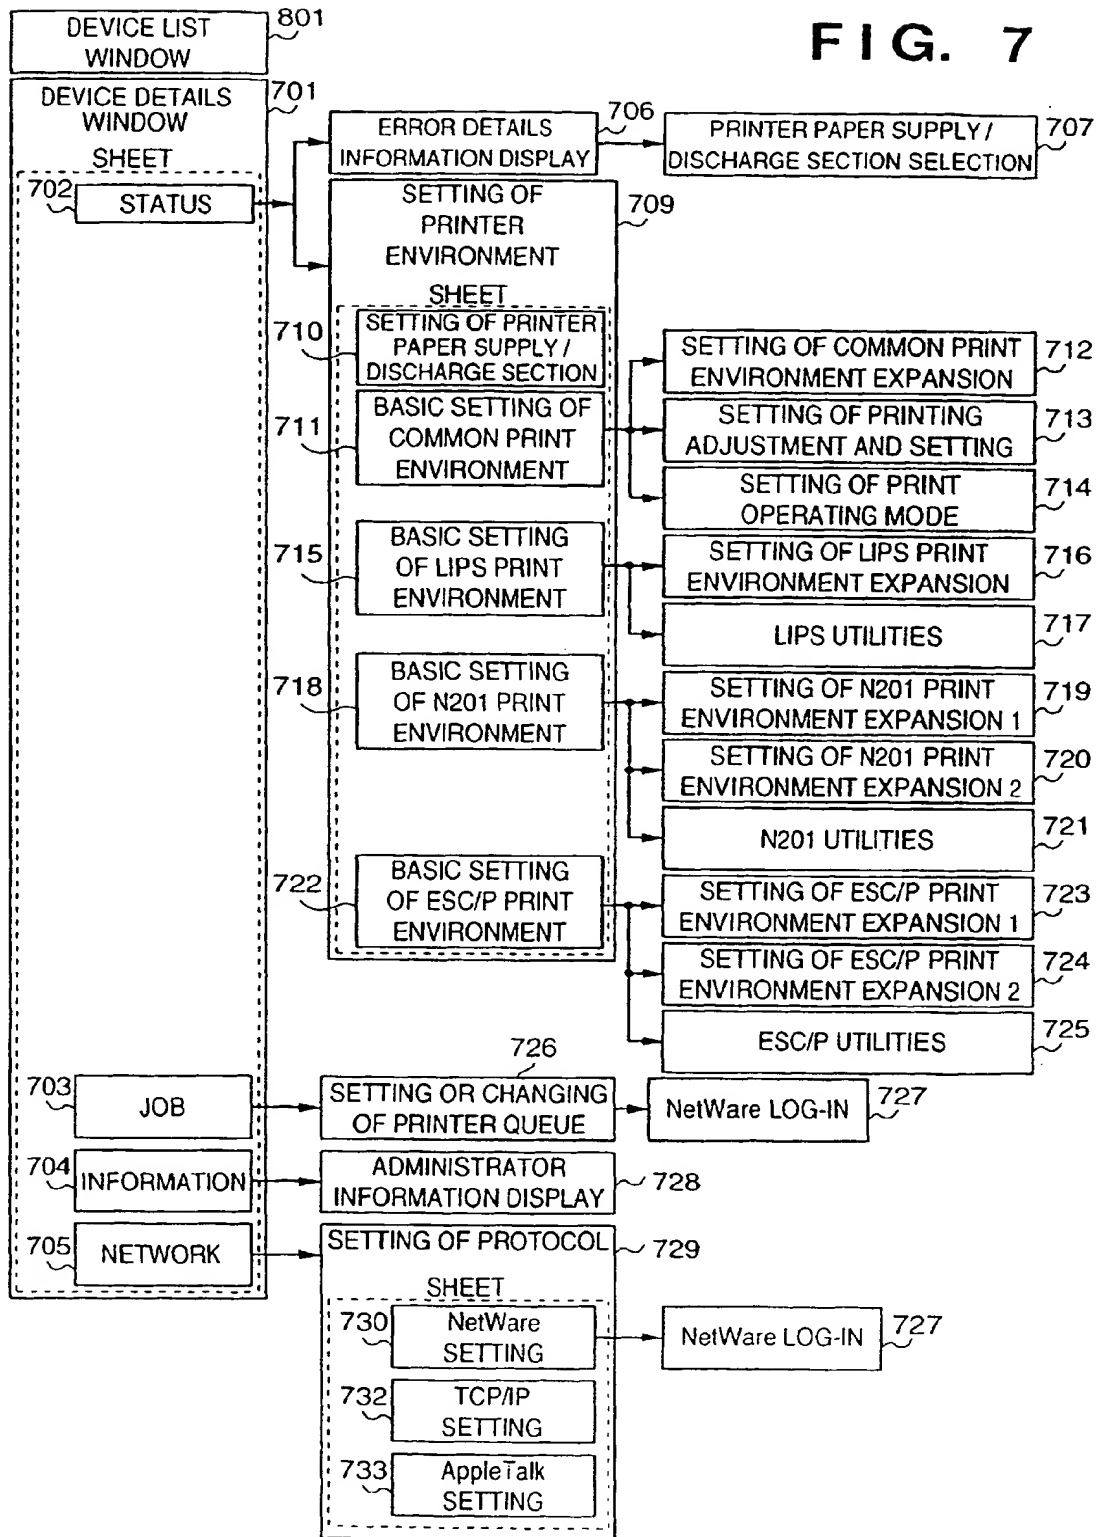 FIG. 7
DEVICE LIST
WINDOW
801
DEVICE DETAILS
WINDOW
701
SHEET
702
STATUS
ERROR DETAILS
INFORMATION DISPLAY
706
PRINTER PAPER SUPPLY /
DISCHARGE SECTION SELECTION
707
SETTING OF
PRINTER
ENVIRONMENT
709
SHEET
710
SETTING OF PRINTER
PAPER SUPPLY /
DISCHARGE SECTION
711
BASIC SETTING OF
COMMON PRINT
ENVIRONMENT
SETTING OF COMMON PRINT
ENVIRONMENT EXPANSION
712
SETTING OF PRINTING
ADJUSTMENT AND SETTING
713
SETTING OF PRINT
OPERATING MODE
714
715
BASIC SETTING
OF LIPS PRINT
ENVIRONMENT
SETTING OF LIPS PRINT
ENVIRONMENT EXPANSION
716
LIPS UTILITIES
717
718
BASIC SETTING
OF N201 PRINT
ENVIRONMENT
SETTING OF N201 PRINT
ENVIRONMENT EXPANSION 1
719
SETTING OF N201 PRINT
ENVIRONMENT EXPANSION 2
720
N201 UTILITIES
721
722
BASIC SETTING
OF ESC/P PRINT
ENVIRONMENT
SETTING OF ESC/P PRINT
ENVIRONMENT EXPANSION 1
723
SETTING OF ESC/P PRINT
ENVIRONMENT EXPANSION 2
724
ESC/P UTILITIES
725
703
JOB
726
SETTING OR CHANGING
OF PRINTER QUEUE
NetWare LOG-IN
727
704
INFORMATION
ADMINISTRATOR
INFORMATION DISPLAY
728
705
NETWORK
SETTING OF PROTOCOL
729
SHEET
730
NetWare
SETTING
NetWare LOG-IN
727
732
TCP/IP
SETTING
733
AppleTalk
SETTING